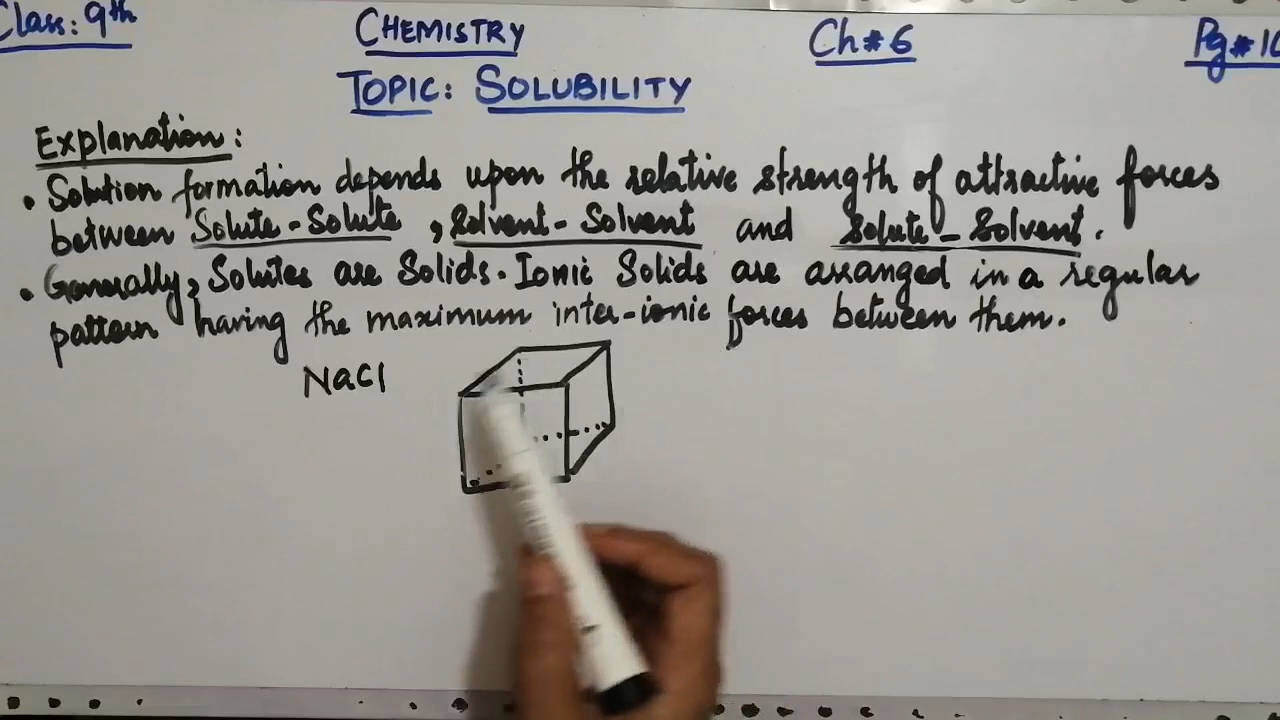 Class: 9th CHEMISTRY Ch#6 Pg#10
TOPIC: SOLUBILITY
Explanation:
• Solution formation depends upon the relative strength of attractive forces
between Solute-Solute, Solvent-Solvent and Solute-Solvent.
• Generally, Solutes are Solids. Ionic Solids are arranged in a regular
pattern having the maximum inter-ionic forces between them.
NaCl